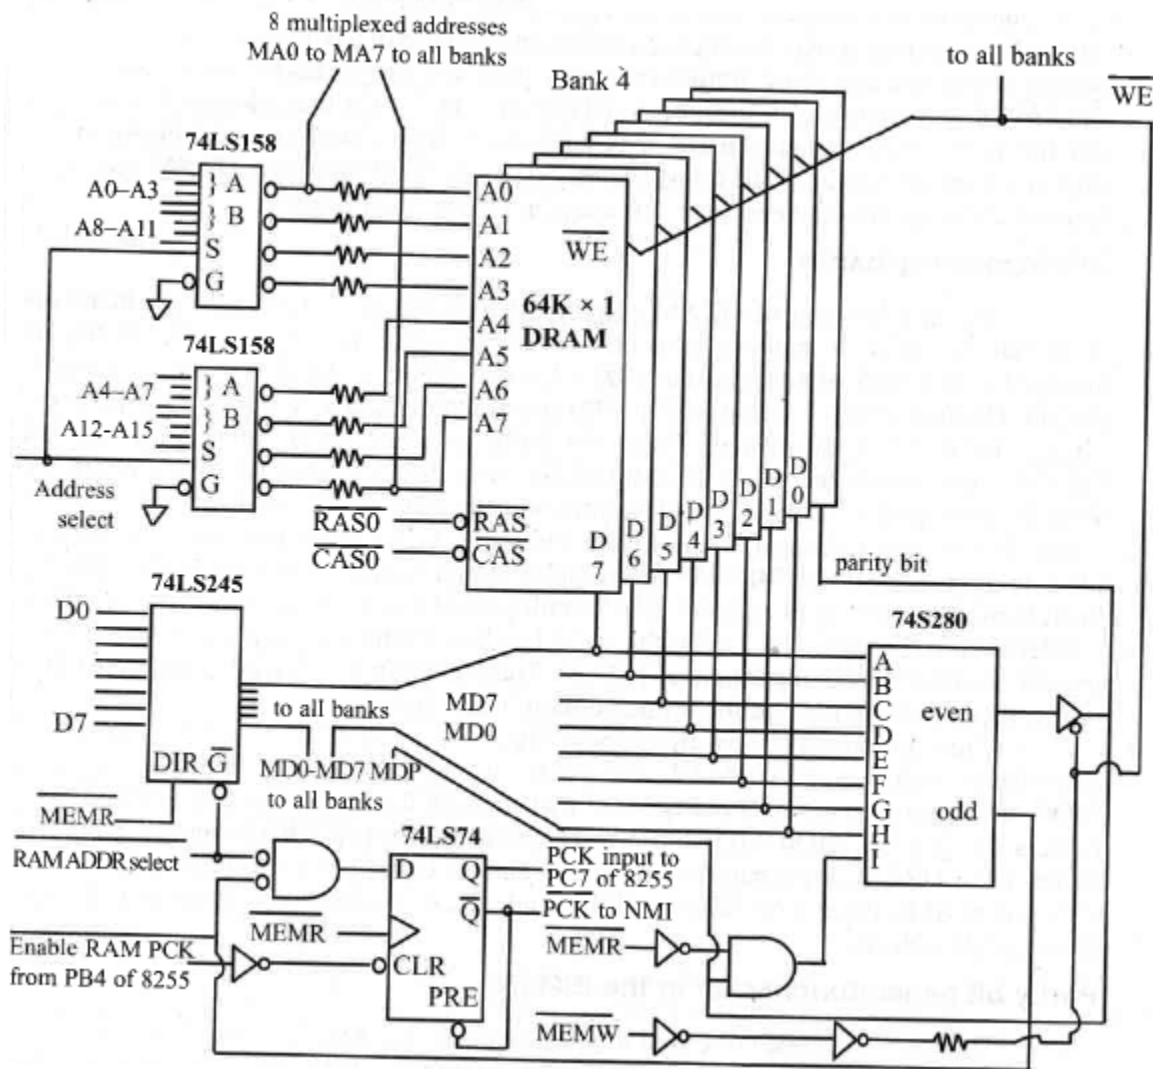 8 multiplexed addresses
MA0 to MA7 to all banks
to all banks
Bank 4
WE
74LS158
A0–A3
A8–A11
A
B
S
G
A0
A1
A2
A3
A4
A5
A6
A7
WE
64K × 1
DRAM
74LS158
A4–A7
A12-A15
A
B
S
G
Address
select
RAS0
CAS0
RAS
CAS
D
7
D
6
D
5
D
4
D
3
D
2
D
1
D
0
parity bit
74LS245
D0
D7
DIR G
MEMR
to all banks
MD0-MD7 MDP
to all banks
MD7
MD0
74S280
A
B
C
D
E
F
G
H
I
even
odd
RAM ADDR select
74LS74
D
Q
Q
CLR
PRE
MEMR
Enable RAM PCK
from PB4 of 8255
PCK input to
PC7 of 8255
PCK to NMI
MEMR
MEMW